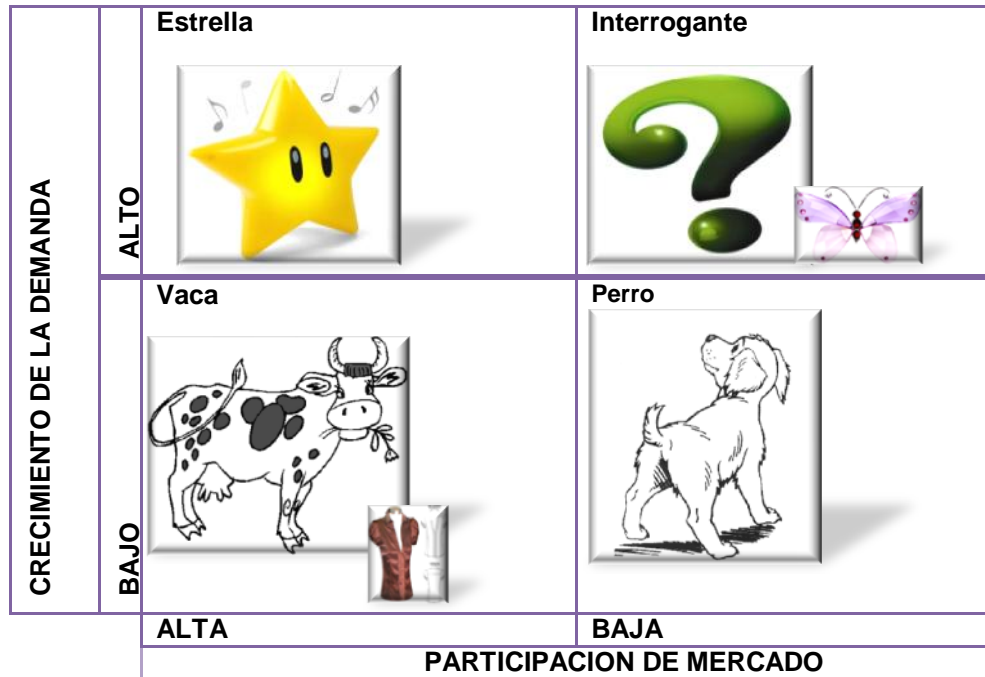 Estrella
Interrogante
CRECIMIENTO DE LA DEMANDA
ALTO
Vaca
Perro
BAJO
ALTA
BAJA
PARTICIPACION DE MERCADO